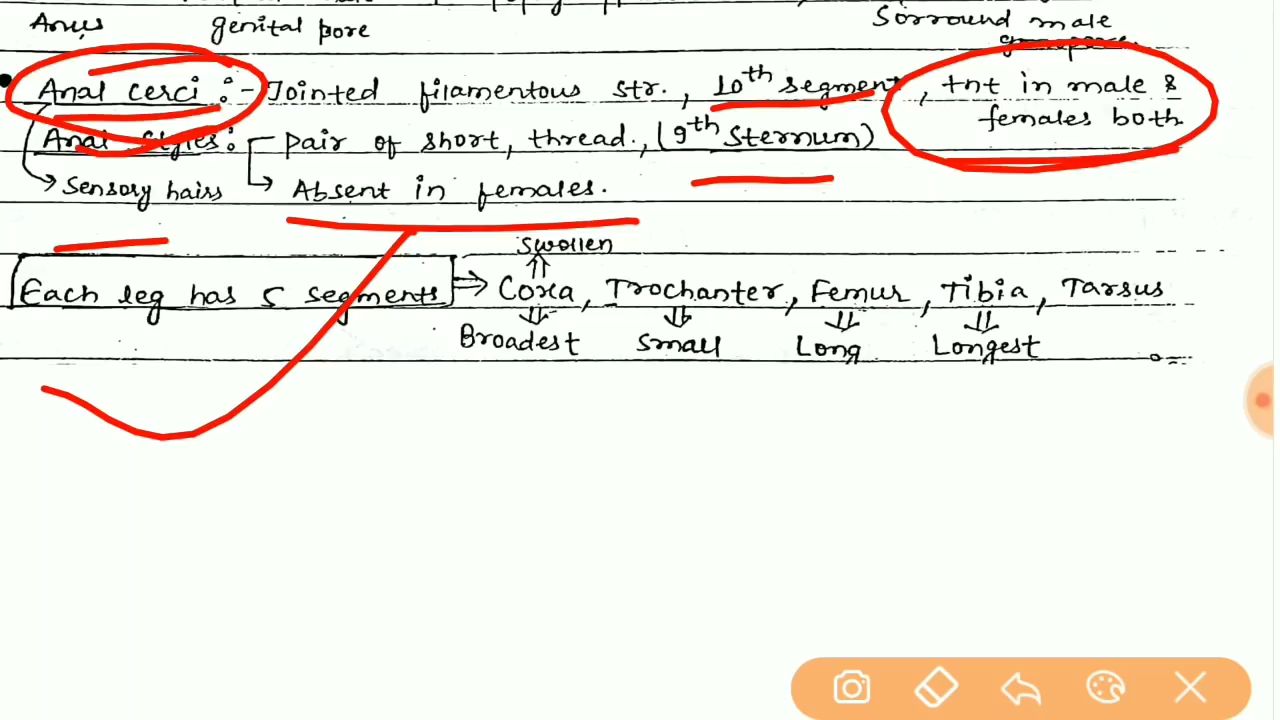 Anus genital pore Sorround male
Anal cerci :- Jointed filamentous str., 10th segment, tnt in male &
females both
Anal Styles : Pair of short, thread., (9th Sternum)
→ Sensory hairs → Absent in females.
Swollen
Each leg has 5 segments ⇒ Coxa, Trochanter, Femur, Tibia, Tarsus
Broadest Small Long Longest